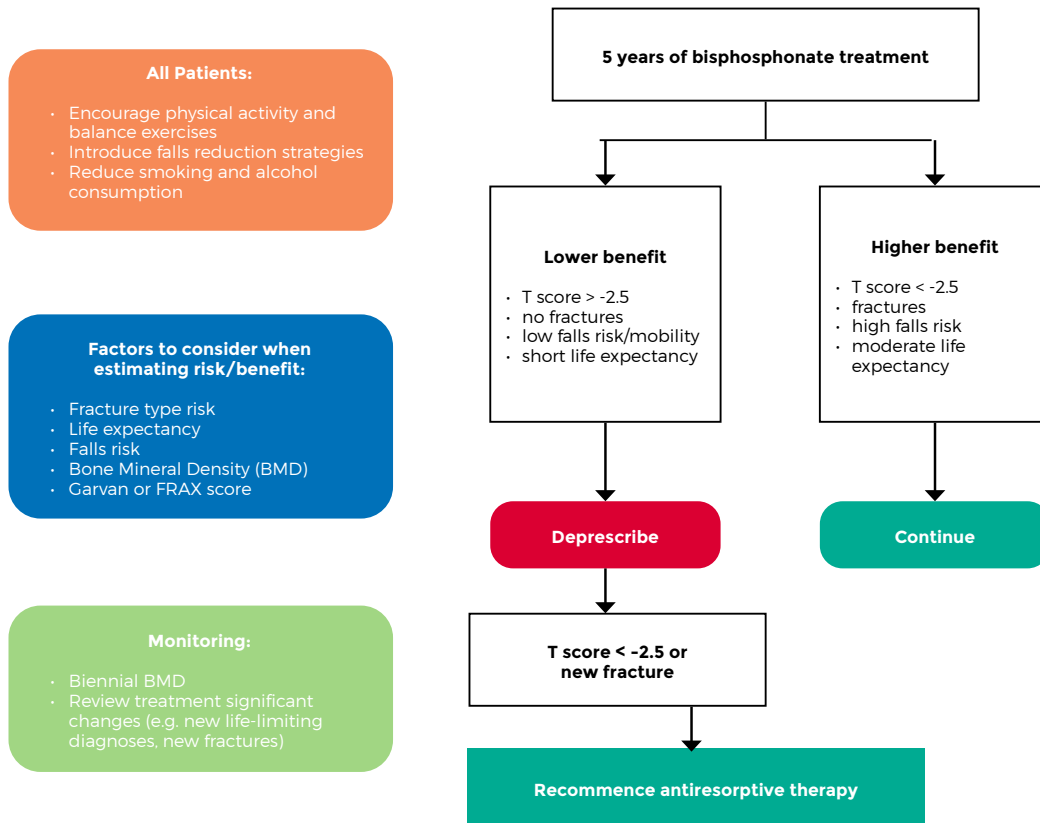 All Patients:
• Encourage physical activity and
balance exercises
• Introduce falls reduction strategies
• Reduce smoking and alcohol
consumption
Factors to consider when
estimating risk/benefit:
• Fracture type risk
• Life expectancy
• Falls risk
• Bone Mineral Density (BMD)
• Garvan or FRAX score
Monitoring:
• Biennial BMD
• Review treatment significant
changes (e.g. new life-limiting
diagnoses, new fractures)
5 years of bisphosphonate treatment
Lower benefit
• T score > -2.5
• no fractures
• low falls risk/mobility
• short life expectancy
Higher benefit
• T score < -2.5
• fractures
• high falls risk
• moderate life
expectancy
Deprescribe
Continue
T score < -2.5 or
new fracture
Recommence antiresorptive therapy